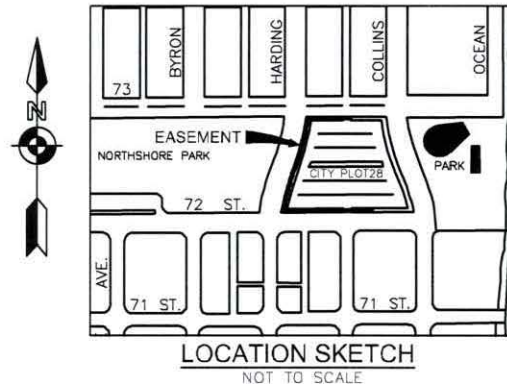 BYRON
HARDING
COLLINS
OCEAN
73
N
EASEMENT
NORTHSHORE PARK
CITY PLOT28
PARK
72 ST.
AVE.
71 ST.
71 ST.
LOCATION SKETCH
NOT TO SCALE